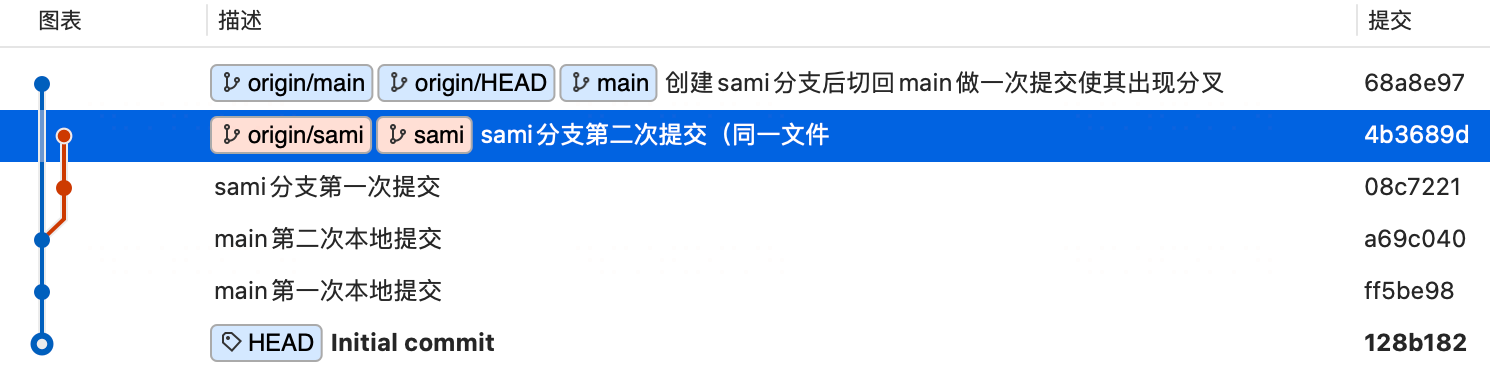 图表 描述 提交
origin/main origin/HEAD main 创建sami分支后切回main做一次提交使其出现分叉 68a8e97
origin/sami sami sami分支第二次提交（同一文件 4b3689d
sami分支第一次提交 08c7221
main第二次本地提交 a69c040
main第一次本地提交 ff5be98
HEAD Initial commit 128b182